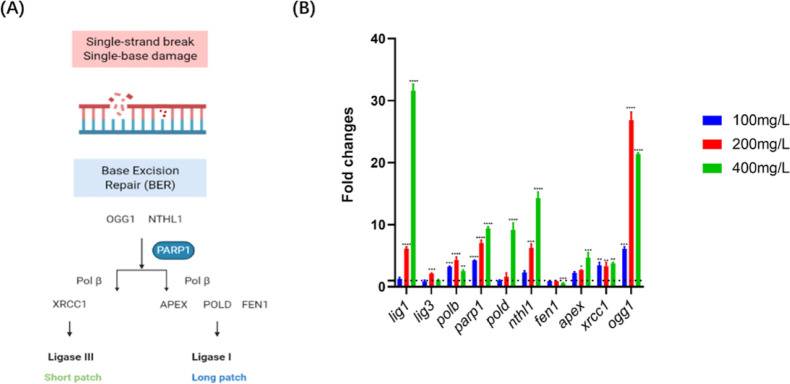 (A)
Single-strand break
Single-base damage
Base Excision
Repair (BER)
OGG1 NTHL1
PARP1
Pol β Pol β
XRCC1 APEX POLD FEN1
Ligase III Ligase I
Short patch Long patch
(B)
Fold changes
40
30
20
10
0
lig1 lig3 polb parp1 pold nthl1 fen1 apex xrcc1 ogg1
100mg/L
200mg/L
400mg/L